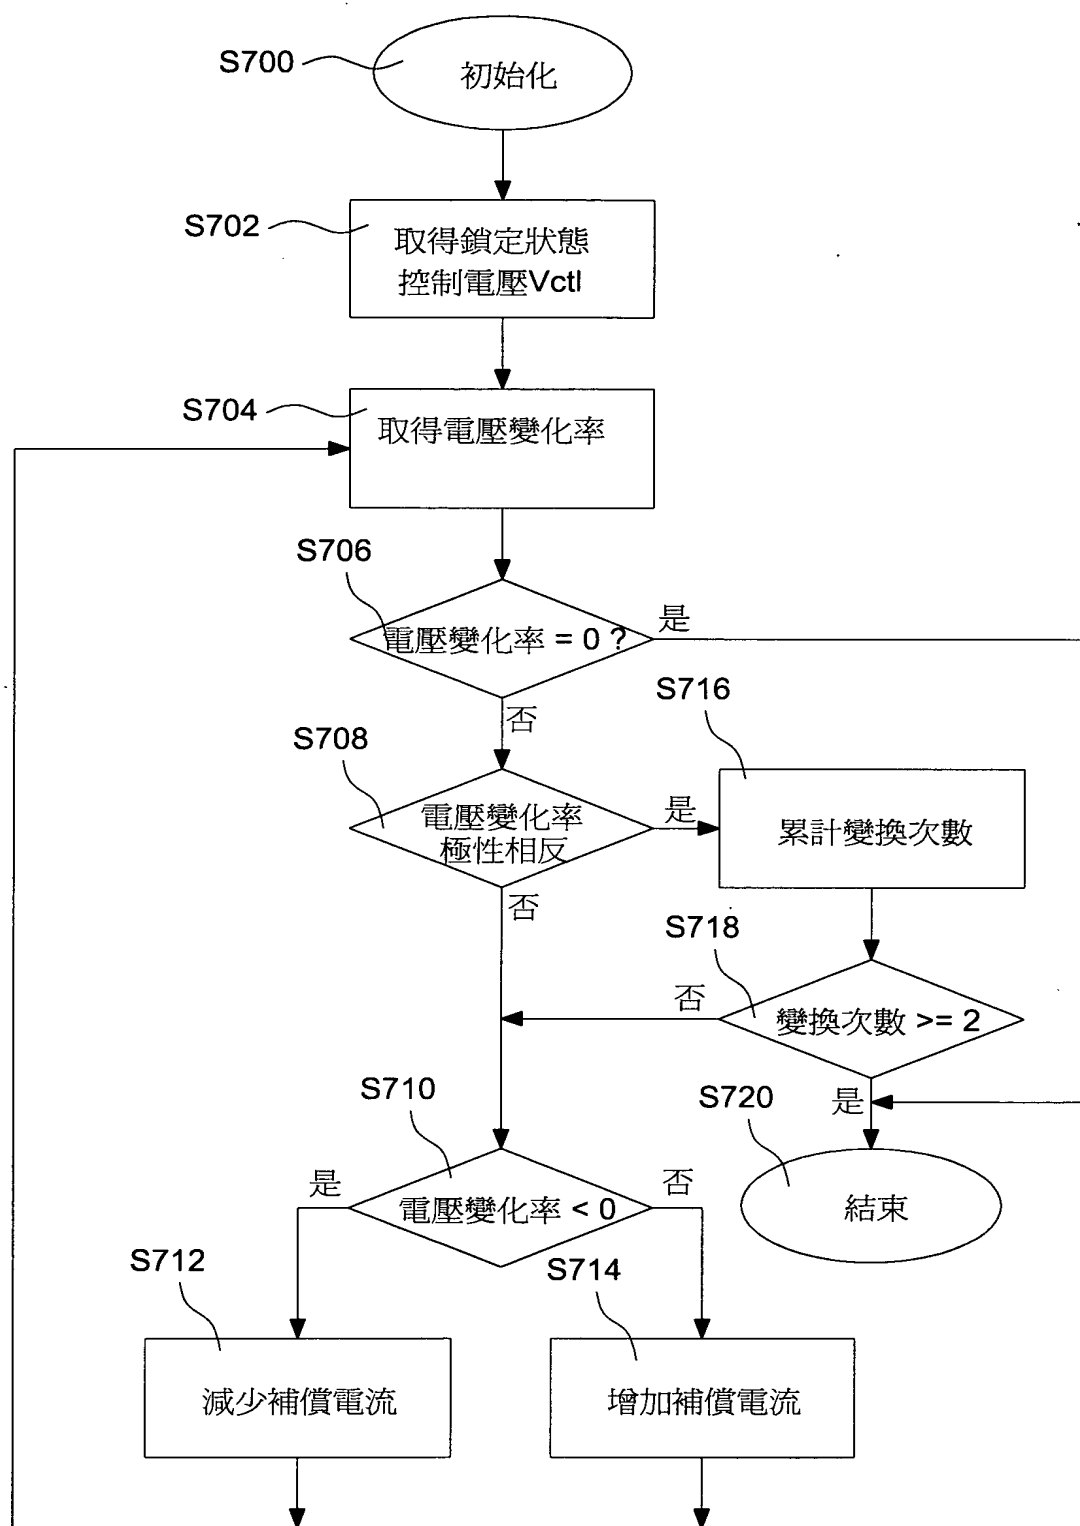 S700
初始化
S702
取得鎖定狀態
控制電壓Vctl
S704
取得電壓變化率
S706
電壓變化率 = 0 ?
是
否
S716
S708
電壓變化率
極性相反
是
累計變換次數
否
S718
否
變換次數 >= 2
S710
S720
是
是
電壓變化率 < 0
否
結束
S712
S714
減少補償電流
增加補償電流